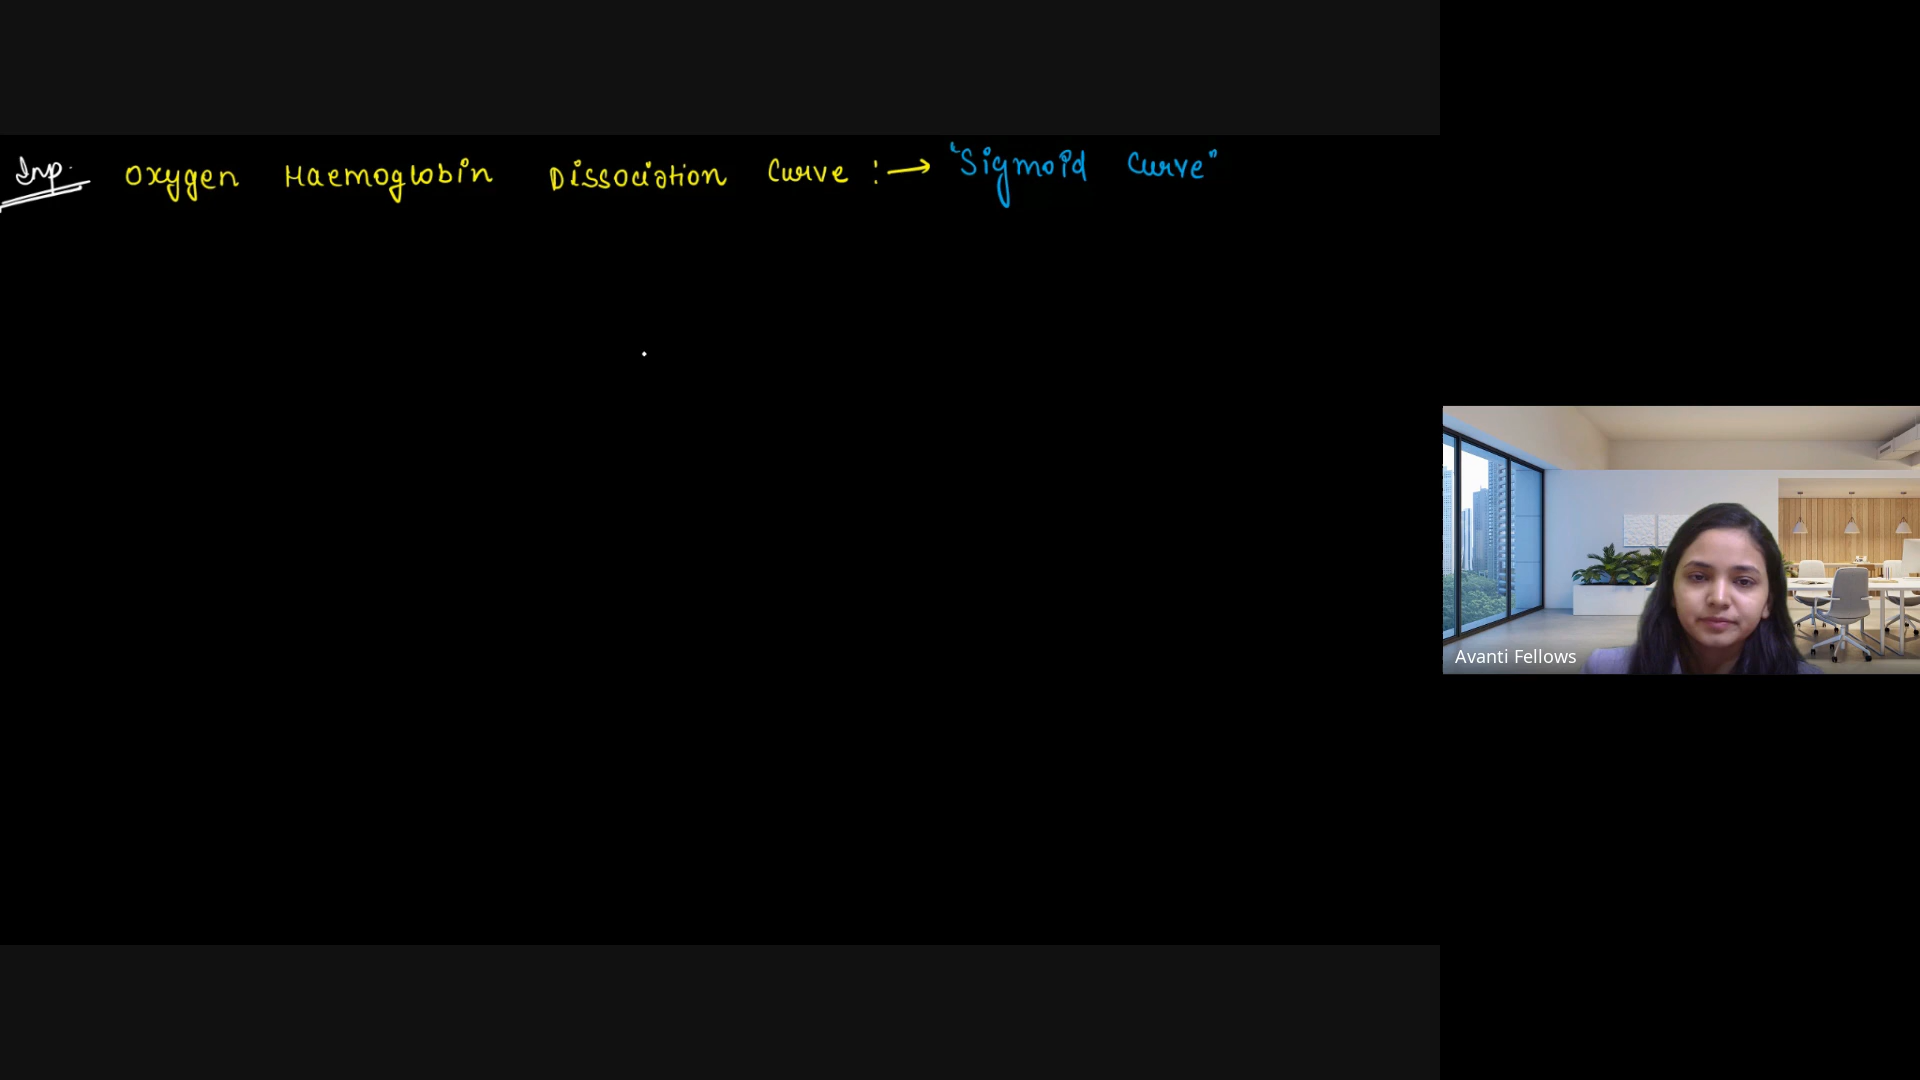 Imp. Oxygen Haemoglobin Dissociation Curve :→ "Sigmoid Curve"
Avanti Fellows